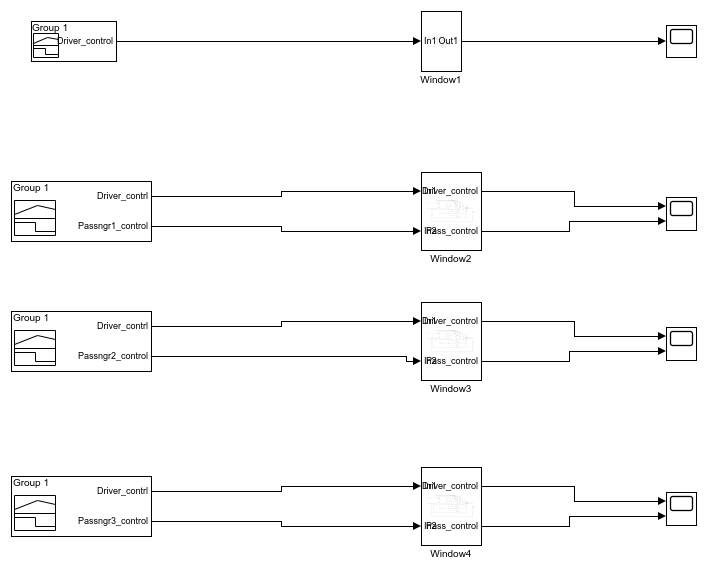 Group 1
Driver_control
In1 Out1
Window1
Group 1
Driver_contrl
Passngr1_control
Driver_control
Pass_control
Window2
Group 1
Driver_contrl
Passngr2_control
Driver_control
Pass_control
Window3
Group 1
Driver_contrl
Passngr3_control
Driver_control
Pass_control
Window4